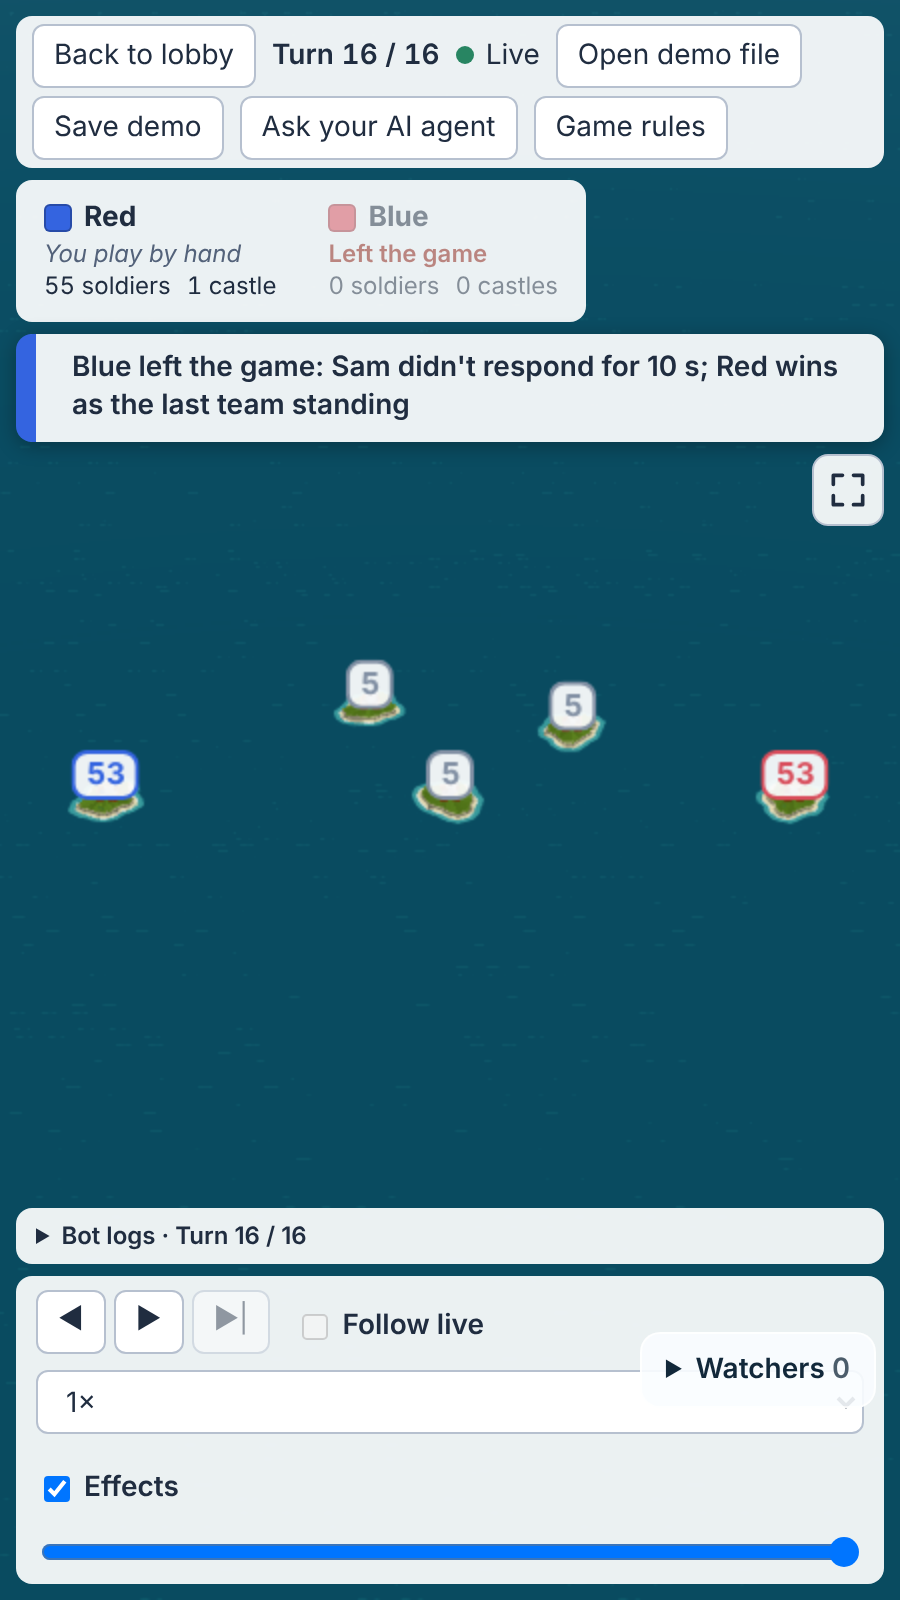 Back to lobby Turn 16 / 16 Live Open demo file
Save demo Ask your AI agent Game rules
Red Blue
You play by hand Left the game
55 soldiers 1 castle 0 soldiers 0 castles
Blue left the game: Sam didn't respond for 10 s; Red wins
as the last team standing
5
5
53 5 53
Bot logs · Turn 16 / 16
Follow live
Watchers 0
1×
Effects